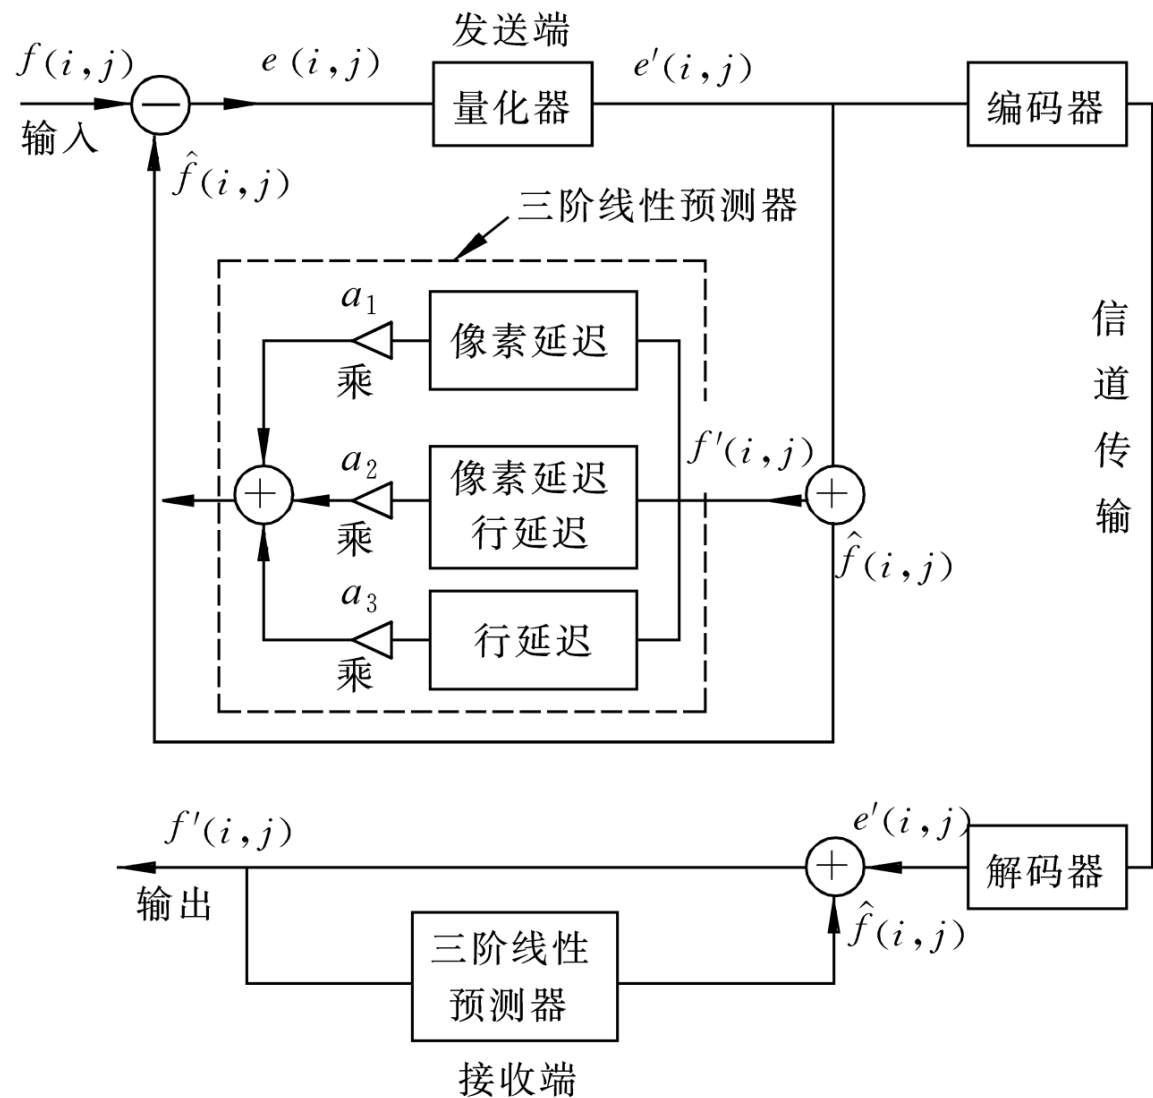 发送端
f(i,j)
e(i,j)
e'(i,j)
量化器
编码器
输入
f̂(i,j)
三阶线性预测器
a₁
像素延迟
乘
信道传输
f'(i,j)
a₂
像素延迟
行延迟
乘
f̂(i,j)
a₃
行延迟
乘
f'(i,j)
e'(i,j)
解码器
输出
f̂(i,j)
三阶线性
预测器
接收端